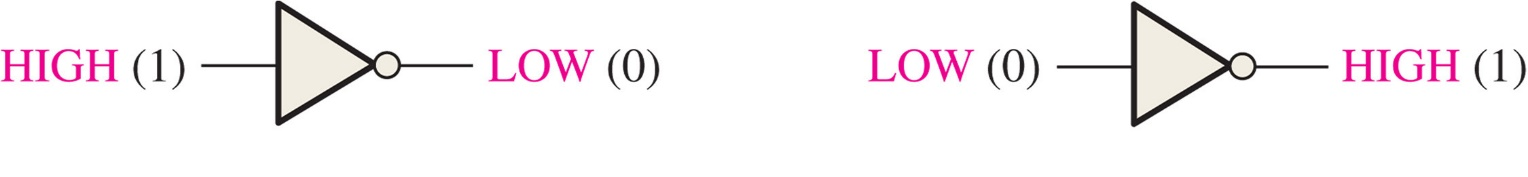 HIGH (1) LOW (0) LOW (0) HIGH (1)